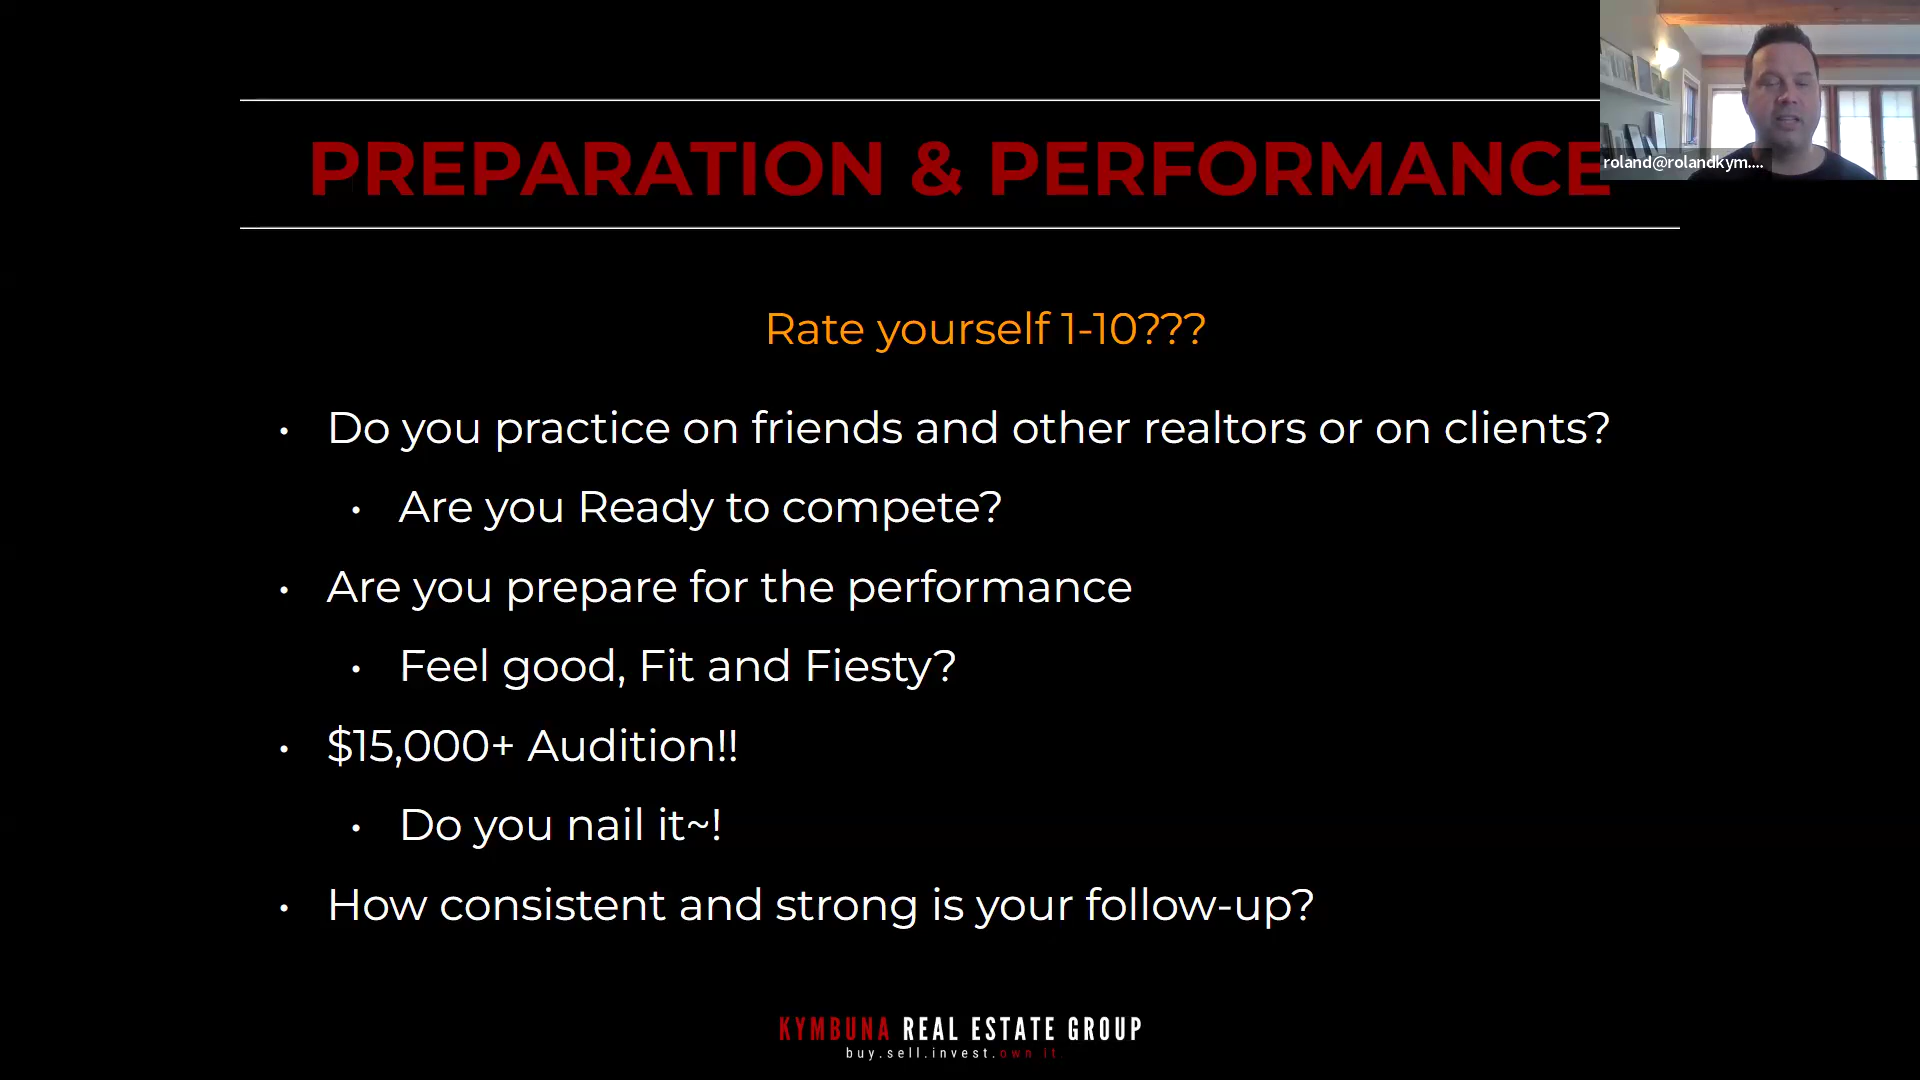 PREPARATION & PERFORMANCE
roland@rolandkym....
Rate yourself 1-10???
• Do you practice on friends and other realtors or on clients?
• Are you Ready to compete?
• Are you prepare for the performance
• Feel good, Fit and Fiesty?
• $15,000+ Audition!!
• Do you nail it~!
• How consistent and strong is your follow-up?
KYMBUNA REAL ESTATE GROUP
buy.sell.invest.own it.